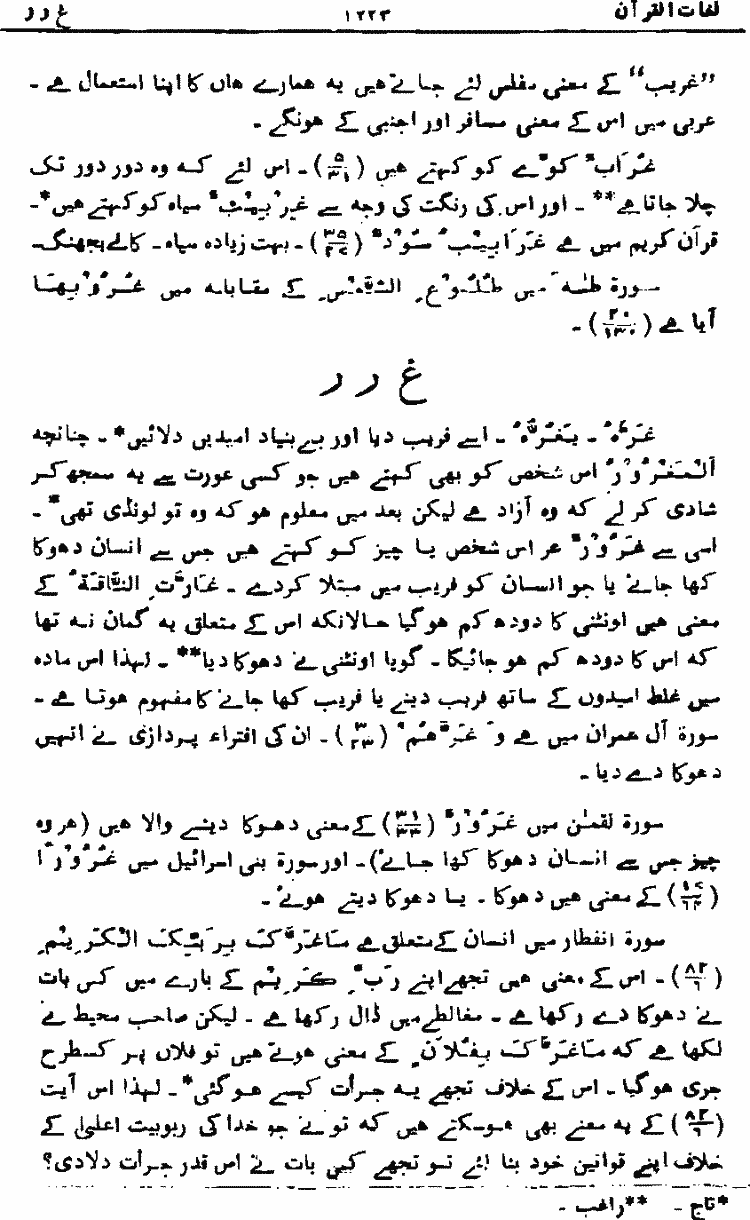 لغات القرآن ۱۲۲۳ غ ر ر
”غریب“ کے معنی مفلس لئے جاتے ہیں یہ ہمارے ہاں کا اپنا استعمال ہے ۔
عربی میں اس کے معنی مسافر اور اجنبی کے ہونگے ۔
غُرَابٌ کوّے کو کہتے ہیں (۵/۳۱) ۔ اس لئے کہ وہ دور دور تک
چلا جاتا ہے** ۔ اور اس کی رنگت کی وجہ سے غِرْبِيْبٌ سیاہ کو کہتے ہیں* ۔
قرآن کریم میں ہے غَرَابِيْبُ سُوْدٌ (۳۵/۲۷) ۔ بہت زیادہ سیاہ ۔ کالے بھجنگ ۔
سورۃ طٰہٰ میں طُلُوْعِ الشَّمْسِ کے مقابلہ میں غُرُوْبِهَا
آیا ہے (۲۰/۱۳۰) ۔
غ ر ر
غَرَّهُ ۔ يَغُرُّهُ ۔ اسے فریب دیا اور بے بنیاد امیدیں دلائیں* ۔ چنانچہ
اَلْمَغْرُوْرُ اس شخص کو بھی کہتے ہیں جو کسی عورت سے یہ سمجھ کر
شادی کر لے کہ وہ آزاد ہے لیکن بعد میں معلوم ہو کہ وہ تو لونڈی تھی* ۔
اسی سے غَرُوْرٌ ہر اس شخص یا چیز کو کہتے ہیں جس سے انسان دھوکا
کھا جائے یا جو انسان کو فریب میں مبتلا کردے ۔ غَارَّتِ النَّاقَةُ کے
معنی ہیں اونٹنی کا دودھ کم ہوگیا حالانکہ اس کے متعلق یہ گمان نہ تھا
کہ اس کا دودھ کم ہو جائیگا ۔ گویا اونٹنی نے دھوکا دیا** ۔ لہذا اس مادہ
میں غلط امیدوں کے ساتھ فریب دینے یا فریب کھا جانے کا مفہوم ہوتا ہے ۔
سورۃ آل عمران میں ہے وَ غَرَّهُمْ (۳/۲۳) ۔ ان کی افتراء پردازی نے انہیں
دھوکا دے دیا ۔
سورۃ لقمٰن میں غَرُوْرٌ (۳۱/۳۳) کے معنی دھوکا دینے والا ہیں (ہر وہ
چیز جس سے انسان دھوکا کھا جائے) ۔ اور سورۃ بنی اسرائیل میں غُرُوْرًا
(۱۷/۶۴) کے معنی ہیں دھوکا ۔ یا دھوکا دیتے ہوئے ۔
سورۃ انفطار میں انسان کے متعلق ہے مَاغَرَّکَ بِرَبِّکَ الْکَرِیْمِ
(۸۲/۶) ۔ اس کے معنی ہیں تجھے اپنے رَبِّ کَرِیْم کے بارے میں کس بات
نے دھوکا دے رکھا ہے ۔ مغالطے میں ڈال رکھا ہے ۔ لیکن صاحب محیط نے
لکھا ہے کہ مَاغَرَّکَ بِفُلَانٍ کے معنی ہوتے ہیں تو فلاں پر کسطرح
جری ہوگیا ۔ اس کے خلاف تجھے یہ جرأت کیسے ہوگئی* ۔ لہذا اس آیت
(۸۲/۶) کے یہ معنے بھی ہوسکتے ہیں کہ تو نے جو خدا کی ربوبیت اعلیٰ کے
خلاف اپنے قوانین خود بنا لئے تو تجھے کیں بات نے اس قدر جرأت دلادی؟
*تاج ۔ **راغب ۔